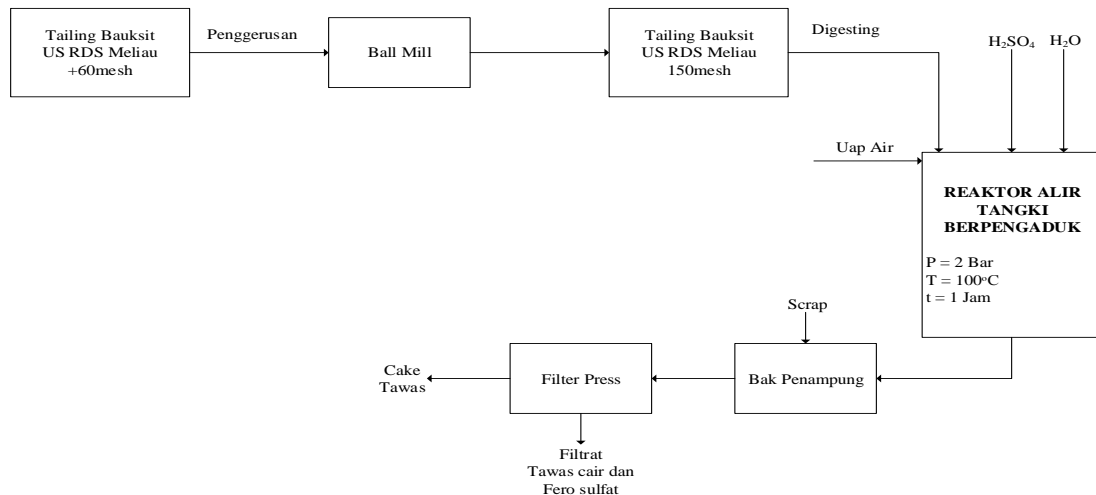 Tailing Bauksit
US RDS Meliau
+60mesh
Penggerusan
Ball Mill
Tailing Bauksit
US RDS Meliau
150mesh
Digesting
H₂SO₄
H₂O
Uap Air
REAKTOR ALIR
TANGKI
BERPENGADUK
P = 2 Bar
T = 100°C
t = 1 Jam
Scrap
Bak Penampung
Filter Press
Cake
Tawas
Filtrat
Tawas cair dan
Fero sulfat